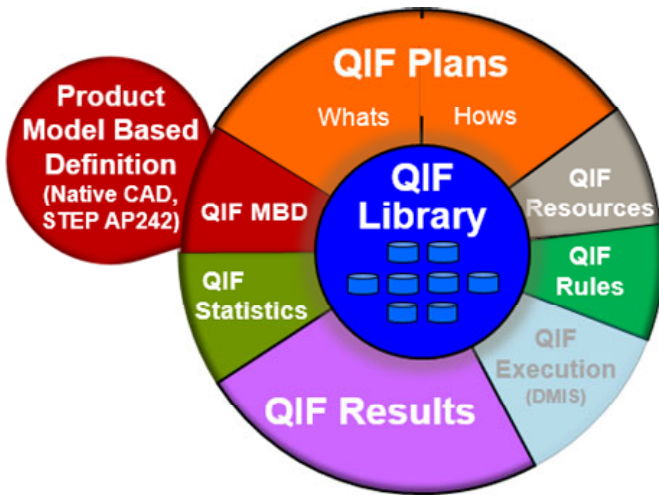 Product
Model Based
Definition
(Native CAD,
STEP AP242)
QIF Plans
Whats
Hows
QIF MBD
QIF
Library
QIF
Resources
QIF
Statistics
QIF
Rules
QIF
Execution
(DMIS)
QIF Results